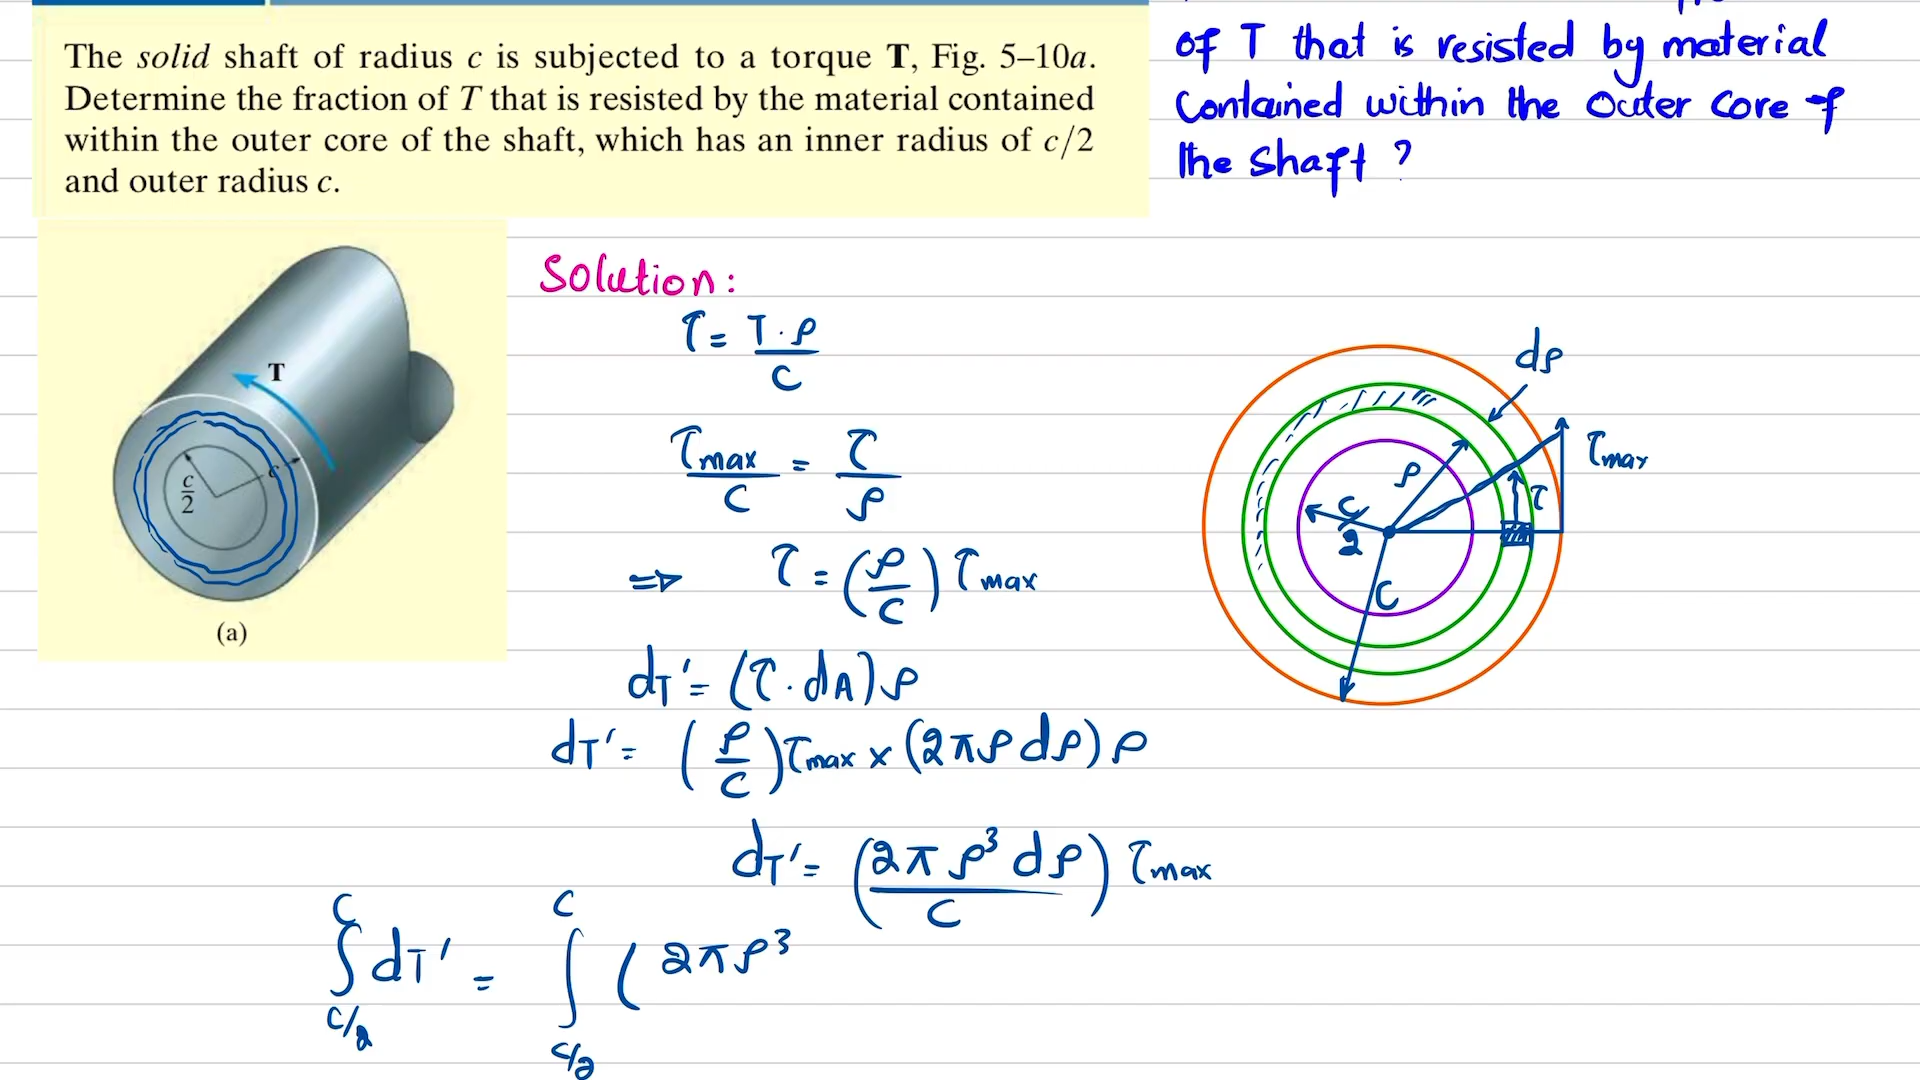 The solid shaft of radius c is subjected to a torque T, Fig. 5–10a.
Determine the fraction of T that is resisted by the material contained
within the outer core of the shaft, which has an inner radius of c/2
and outer radius c.
of T that is resisted by material
Contained within the Outer Core of
the Shaft ?
T
c/2
c
(a)
Solution:
τ = T·ρ/C
τmax/C = τ/ρ
=> τ = (ρ/C) τmax
dT' = (τ·dA)ρ
dT' = (ρ/C)τmax × (2πρdρ)ρ
dT' = (2πρ³dρ/C) τmax
∫_{C/2}^{C} dT' = ∫_{C/2}^{C} (2πρ³
dρ
τmax
ρ
τ
C/2
C